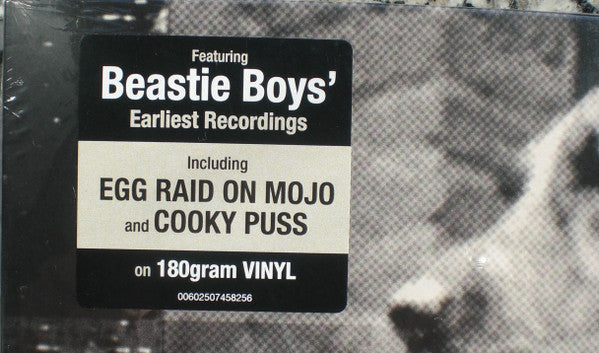 Featuring
Beastie Boys’
Earliest Recordings
Including
EGG RAID ON MOJO
and COOKY PUSS
on 180gram VINYL
00602507458256